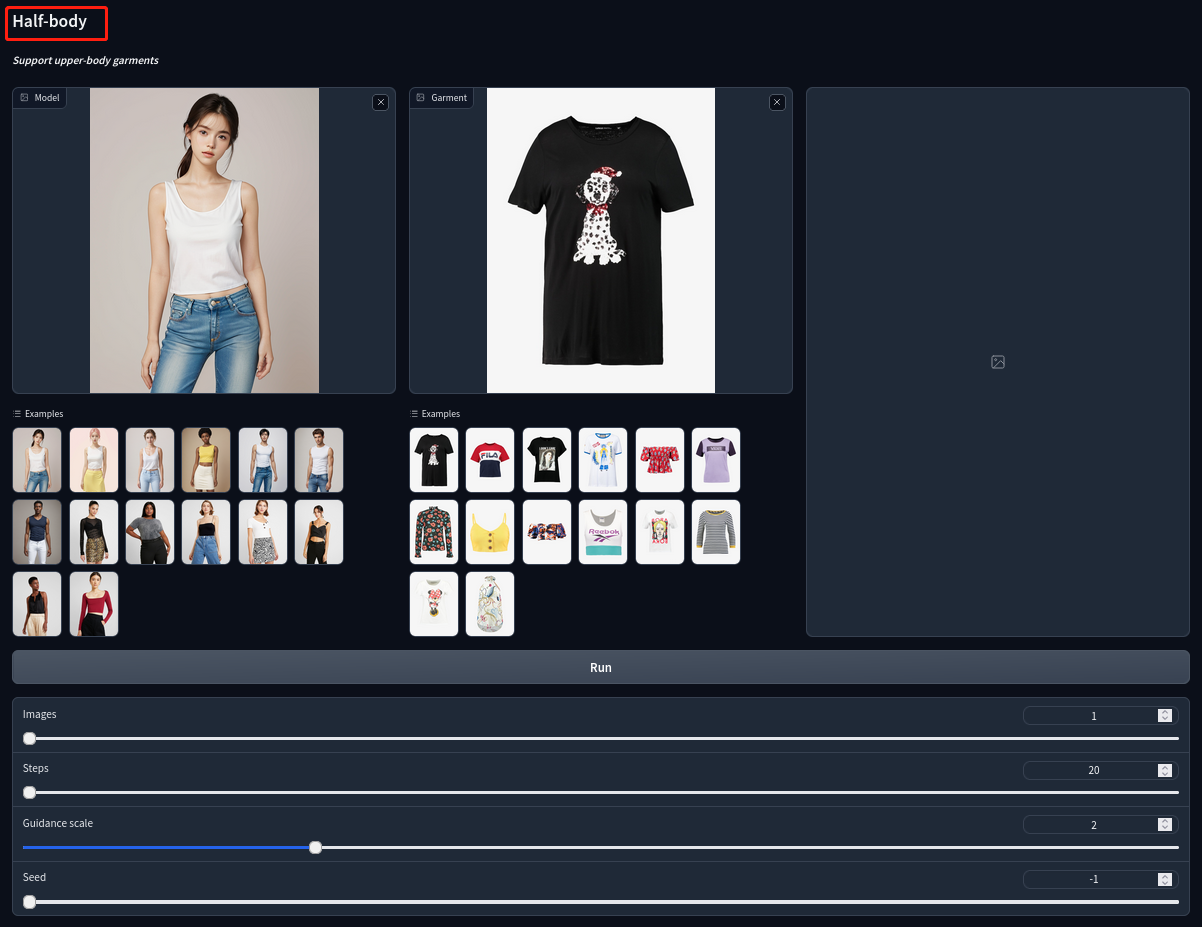 Half-body
Support upper-body garments
Model
Garment
Examples
Examples
FILA
Reebok
Run
Images
1
Steps
20
Guidance scale
2
Seed
-1